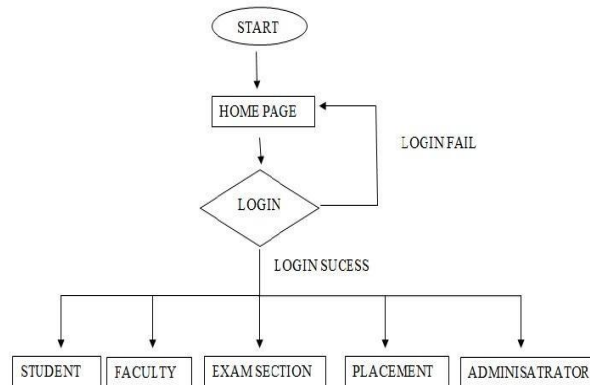 START
HOME PAGE
LOGIN FAIL
LOGIN
LOGIN SUCESS
STUDENT
FACULTY
EXAM SECTION
PLACEMENT
ADMINISATRATOR